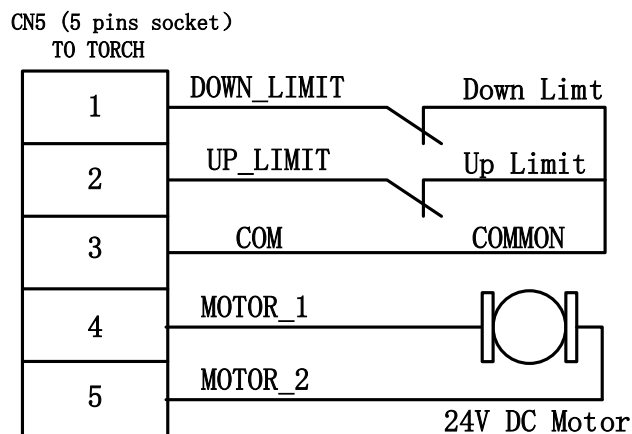 CN5 (5 pins socket)
TO TORCH
1 DOWN_LIMIT Down Limt
2 UP_LIMIT Up Limit
3 COM COMMON
4 MOTOR_1
5 MOTOR_2
24V DC Motor